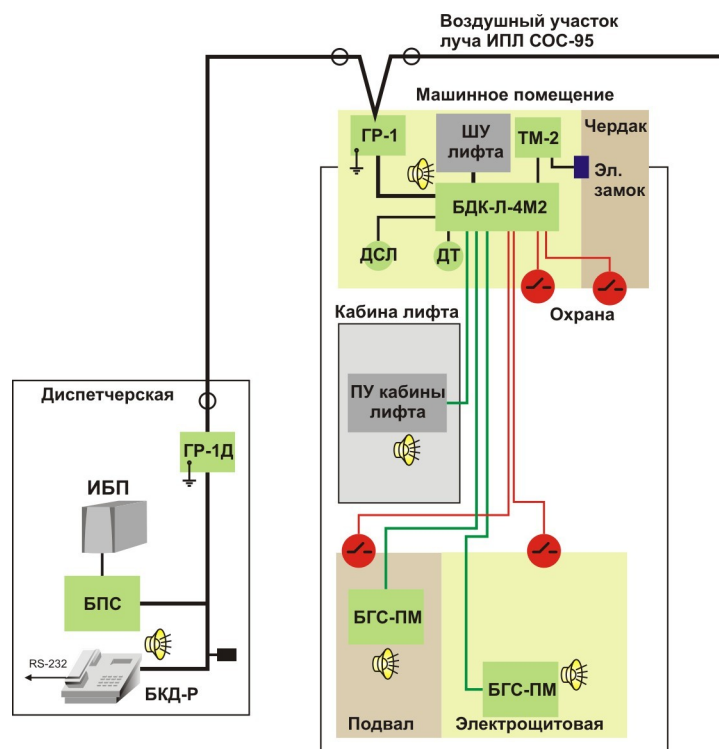 Воздушный участок
луча ИПЛ СОС-95
Машинное помещение
ГР-1
ШУ
лифта
ТМ-2
Чердак
Эл.
замок
БДК-Л-4М2
ДСЛ
ДТ
Охрана
Кабина лифта
ПУ кабины
лифта
Диспетчерская
ГР-1Д
ИБП
БПС
RS-232
БКД-Р
БГС-ПМ
БГС-ПМ
Подвал
Электрощитовая